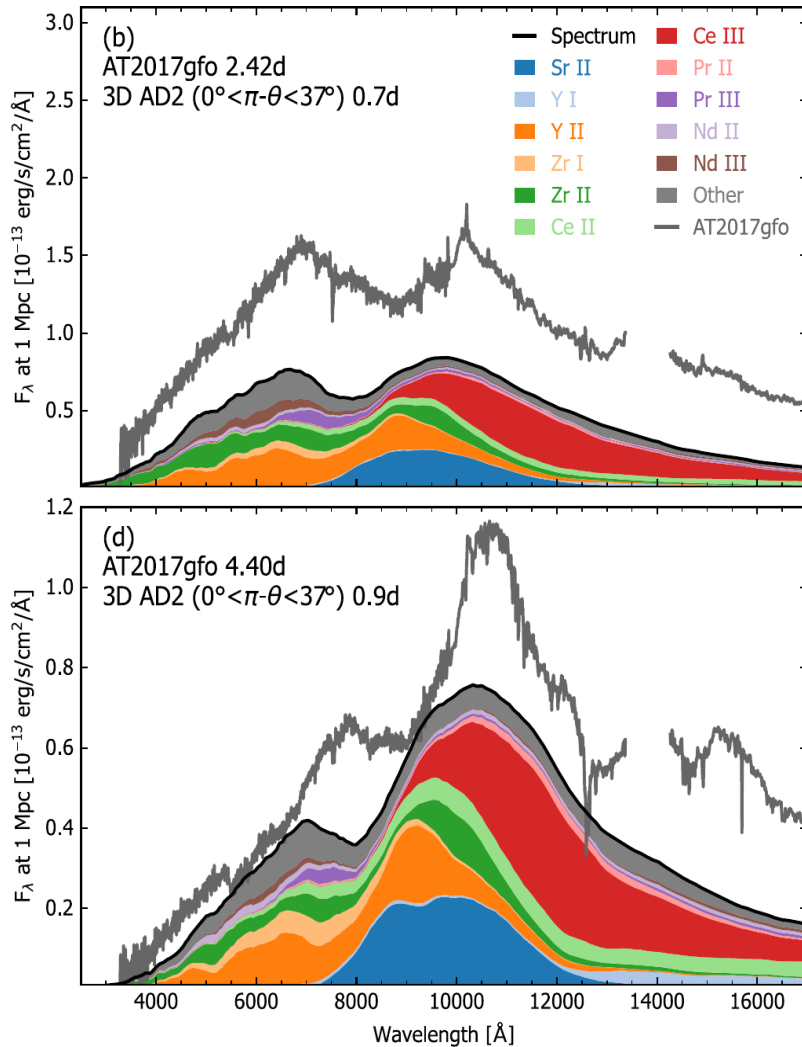 (b)
AT2017gfo 2.42d
3D AD2 (0°<π-θ<37°) 0.7d
Spectrum
Sr II
Y I
Y II
Zr I
Zr II
Ce II
Ce III
Pr II
Pr III
Nd II
Nd III
Other
AT2017gfo
3.0
2.5
2.0
1.5
1.0
0.5
F_λ at 1 Mpc [10⁻¹³ erg/s/cm²/Å]
(d)
AT2017gfo 4.40d
3D AD2 (0°<π-θ<37°) 0.9d
1.2
1.0
0.8
0.6
0.4
0.2
F_λ at 1 Mpc [10⁻¹³ erg/s/cm²/Å]
4000 6000 8000 10000 12000 14000 16000
Wavelength [Å]